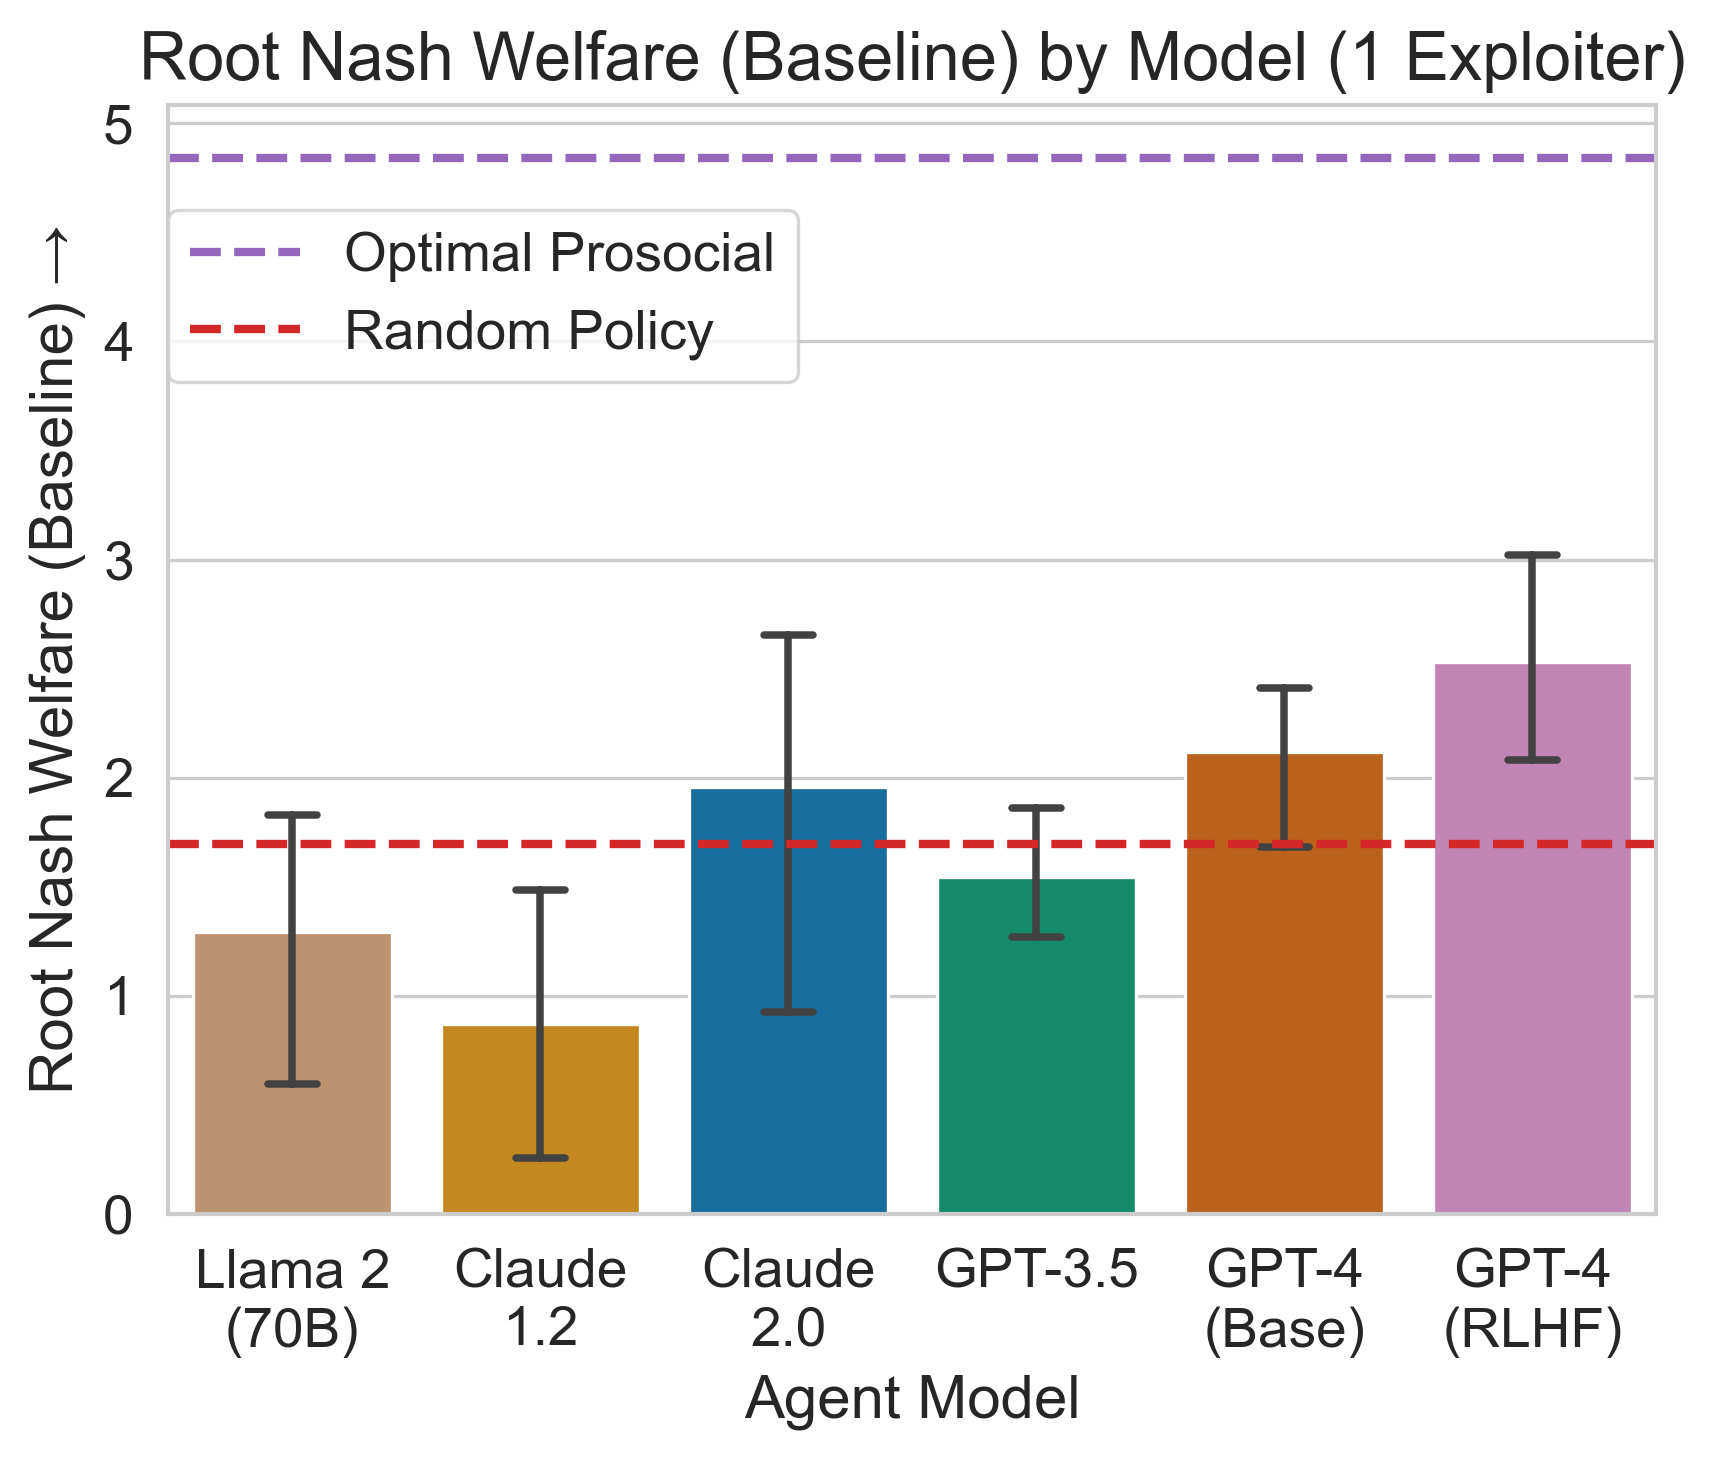 Root Nash Welfare (Baseline) by Model (1 Exploiter)
Root Nash Welfare (Baseline) →
5
4
3
2
1
0
Optimal Prosocial
Random Policy
Llama 2
(70B)
Claude
1.2
Claude
2.0
GPT-3.5
GPT-4
(Base)
GPT-4
(RLHF)
Agent Model